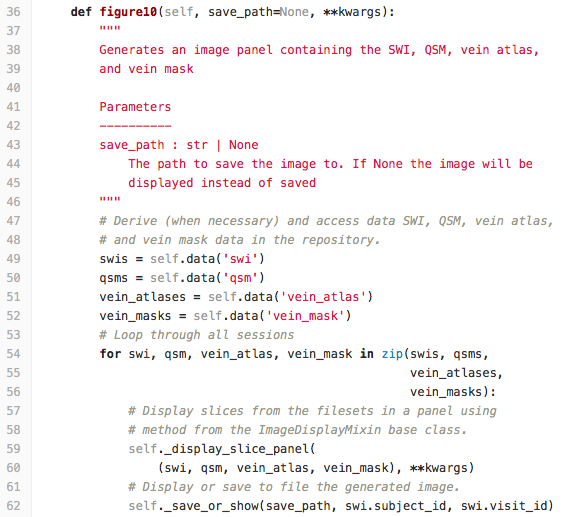 36 def figure10(self, save_path=None, **kwargs):
37 """
38 Generates an image panel containing the SWI, QSM, vein atlas,
39 and vein mask
40
41 Parameters
42 ----------
43 save_path : str | None
44 The path to save the image to. If None the image will be
45 displayed instead of saved
46 """
47 # Derive (when necessary) and access data SWI, QSM, vein atlas,
48 # and vein mask data in the repository.
49 swis = self.data('swi')
50 qsms = self.data('qsm')
51 vein_atlases = self.data('vein_atlas')
52 vein_masks = self.data('vein_mask')
53 # Loop through all sessions
54 for swi, qsm, vein_atlas, vein_mask in zip(swis, qsms,
55 vein_atlases,
56 vein_masks):
57 # Display slices from the filesets in a panel using
58 # method from the ImageDisplayMixin base class.
59 self._display_slice_panel(
60 (swi, qsm, vein_atlas, vein_mask), **kwargs)
61 # Display or save to file the generated image.
62 self._save_or_show(save_path, swi.subject_id, swi.visit_id)